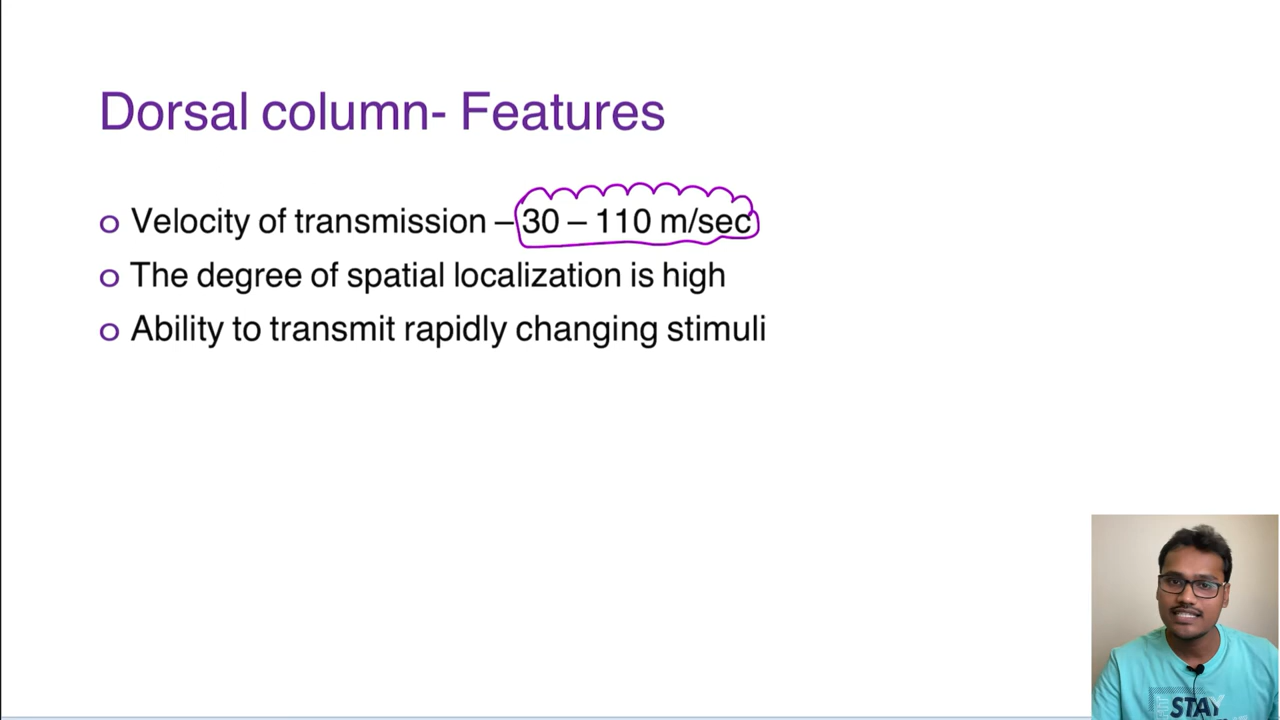 Dorsal column- Features
o Velocity of transmission – 30 – 110 m/sec
o The degree of spatial localization is high
o Ability to transmit rapidly changing stimuli
STAY